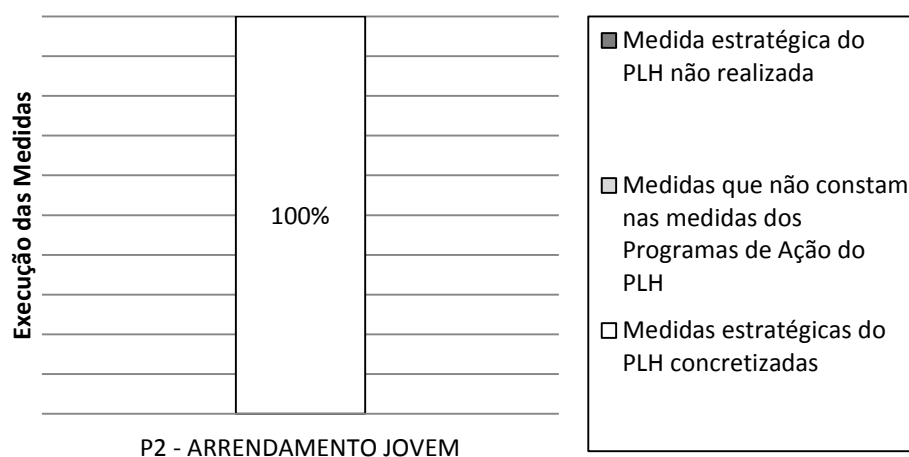 Execução das Medidas
100%
P2 - ARRENDAMENTO JOVEM
Medida estratégica do
PLH não realizada
Medidas que não constam
nas medidas dos
Programas de Ação do
PLH
Medidas estratégicas do
PLH concretizadas